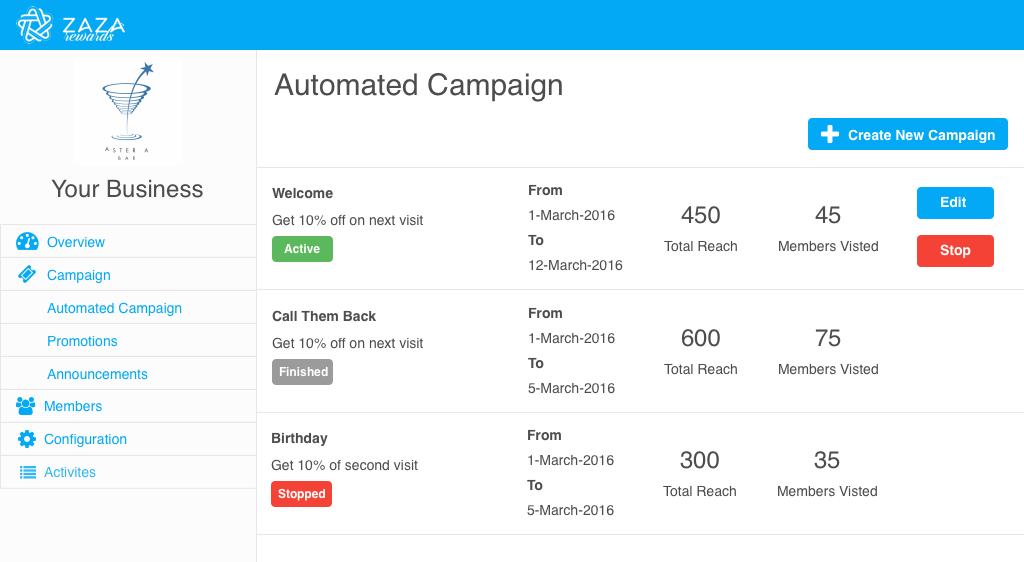 ZAZA
rewards
ASTER A
BAR
Your Business
Overview
Campaign
Automated Campaign
Promotions
Announcements
Members
Configuration
Activites
Automated Campaign
Create New Campaign
Welcome
Get 10% off on next visit
Active
From
1-March-2016
To
12-March-2016
450
Total Reach
45
Members Visted
Edit
Stop
Call Them Back
Get 10% off on next visit
Finished
From
1-March-2016
To
5-March-2016
600
Total Reach
75
Members Visted
Birthday
Get 10% of second visit
Stopped
From
1-March-2016
To
5-March-2016
300
Total Reach
35
Members Visted